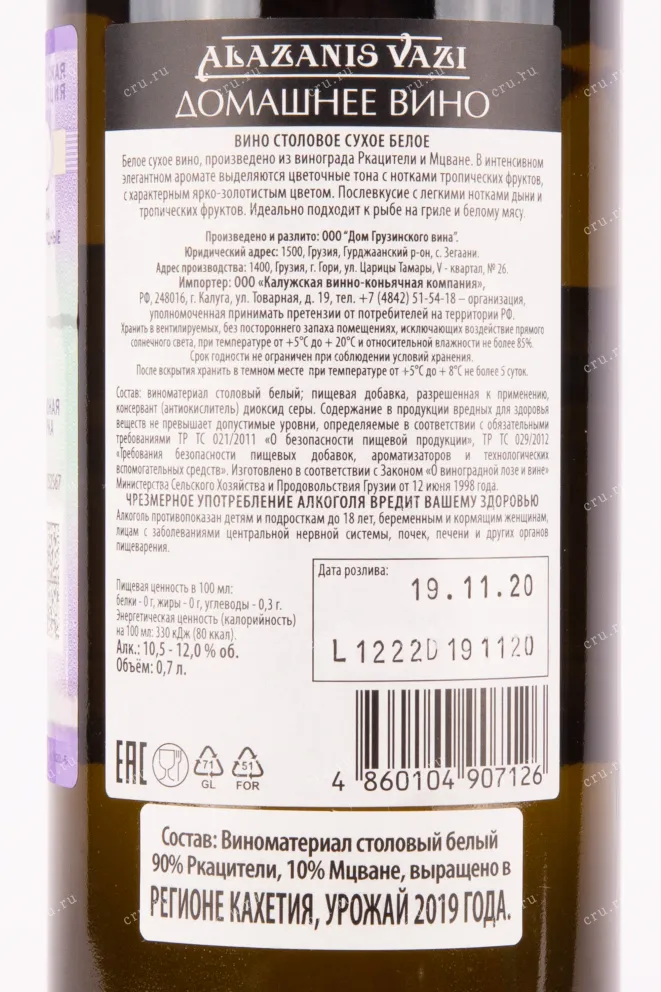 ALAZANIS VAZI
ДОМАШНЕЕ ВИНО
ВИНО СТОЛОВОЕ СУХОЕ БЕЛОЕ
Белое сухое вино, произведено из винограда Ркацители и Мцване. В интенсивном
элегантном аромате выделяются цветочные тона с нотками тропических фруктов,
с характерным ярко-золотистым цветом. Послевкусие с легкими нотками дыни и
тропических фруктов. Идеально подходит к рыбе на гриле и белому мясу.
Произведено и разлито: ООО "Дом Грузинского вина".
Юридический адрес: 1500, Грузия, Гурджаанский р-он, с. Зегаани.
Адрес производства: 1400, Грузия, г. Гори, ул. Царицы Тамары, V - квартал, № 26.
Импортер: ООО «Калужская винно-коньячная компания»,
РФ, 248016, г. Калуга, ул. Товарная, д. 19, тел. +7 (4842) 51-54-18 – организация,
уполномоченная принимать претензии от потребителей на территории РФ.
Хранить в вентилируемых, без постороннего запаха помещениях, исключающих воздействие прямого
солнечного света, при температуре от +5°C до + 20°C и относительной влажности не более 85%.
Срок годности не ограничен при соблюдении условий хранения.
После вскрытия хранить в темном месте при температуре от +5°C до + 8°C не более 5 суток.
Состав: виноматериал столовый белый; пищевая добавка, разрешенная к применению,
консервант (антиокислитель) диоксид серы. Содержание в продукции вредных для здоровья
веществ не превышает допустимые уровни, определяемые в соответствии с обязательными
требованиями ТР ТС 021/2011 «О безопасности пищевой продукции», ТР ТС 029/2012
«Требования безопасности пищевых добавок, ароматизаторов и технологических
вспомогательных средств». Изготовлено в соответствии с Законом «О виноградной лозе и вине»
Министерства Сельского Хозяйства и Продовольствия Грузии от 12 июня 1998 года.
ЧРЕЗМЕРНОЕ УПОТРЕБЛЕНИЕ АЛКОГОЛЯ ВРЕДИТ ВАШЕМУ ЗДОРОВЬЮ
Алкоголь противопоказан детям и подросткам до 18 лет, беременным и кормящим женщинам,
лицам с заболеваниями центральной нервной системы, почек, печени и других органов
пищеварения.
Пищевая ценность в 100 мл:
белки - 0 г, жиры - 0 г, углеводы - 0,3 г.
Энергетическая ценность (калорийность)
на 100 мл: 330 кДж (80 ккал).
Алк.: 10,5 - 12,0 % об.
Объём: 0,7 л.
Дата розлива:
19.11.20
L1222D191120
EAC
71
GL
51
FOR
4 860104 907126
Состав: Виноматериал столовый белый
90% Ркацители, 10% Мцване, выращено в
РЕГИОНЕ КАХЕТИЯ, УРОЖАЙ 2019 ГОДА.
cru.ru